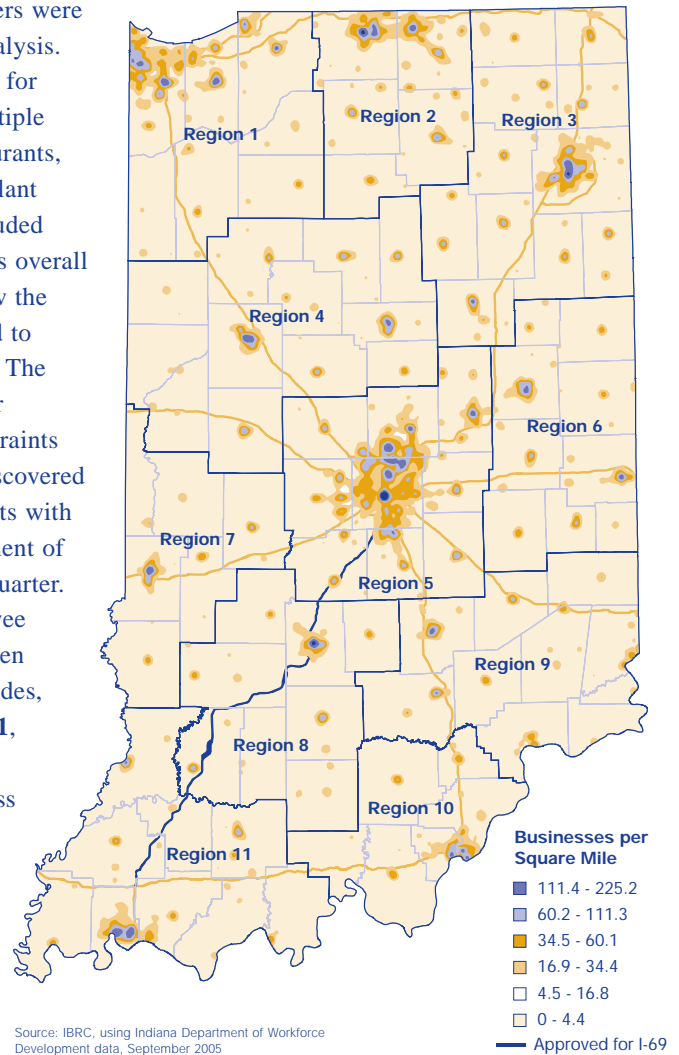 ers were
alysis.
for
tiple
urants,
lant
uded
s overall
v the
d to
The
r
raints
scovered
ts with
nent of
uarter.
vee
en
des,
1,
ss
Region 1
Region 2
Region 3
Region 4
Region 6
Region 7
Region 5
Region 9
Region 8
Region 10
Region 11
Businesses per
Square Mile
111.4 - 225.2
60.2 - 111.3
34.5 - 60.1
16.9 - 34.4
4.5 - 16.8
0 - 4.4
Approved for I-69
Source: IBRC, using Indiana Department of Workforce
Development data, September 2005